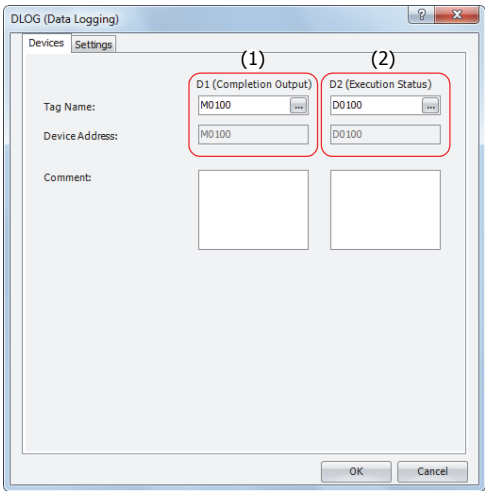 DLOG (Data Logging)
?
X
Devices Settings
(1) (2)
D1 (Completion Output) D2 (Execution Status)
Tag Name: M0100 ... D0100 ...
Device Address: M0100 D0100
Comment:
OK Cancel